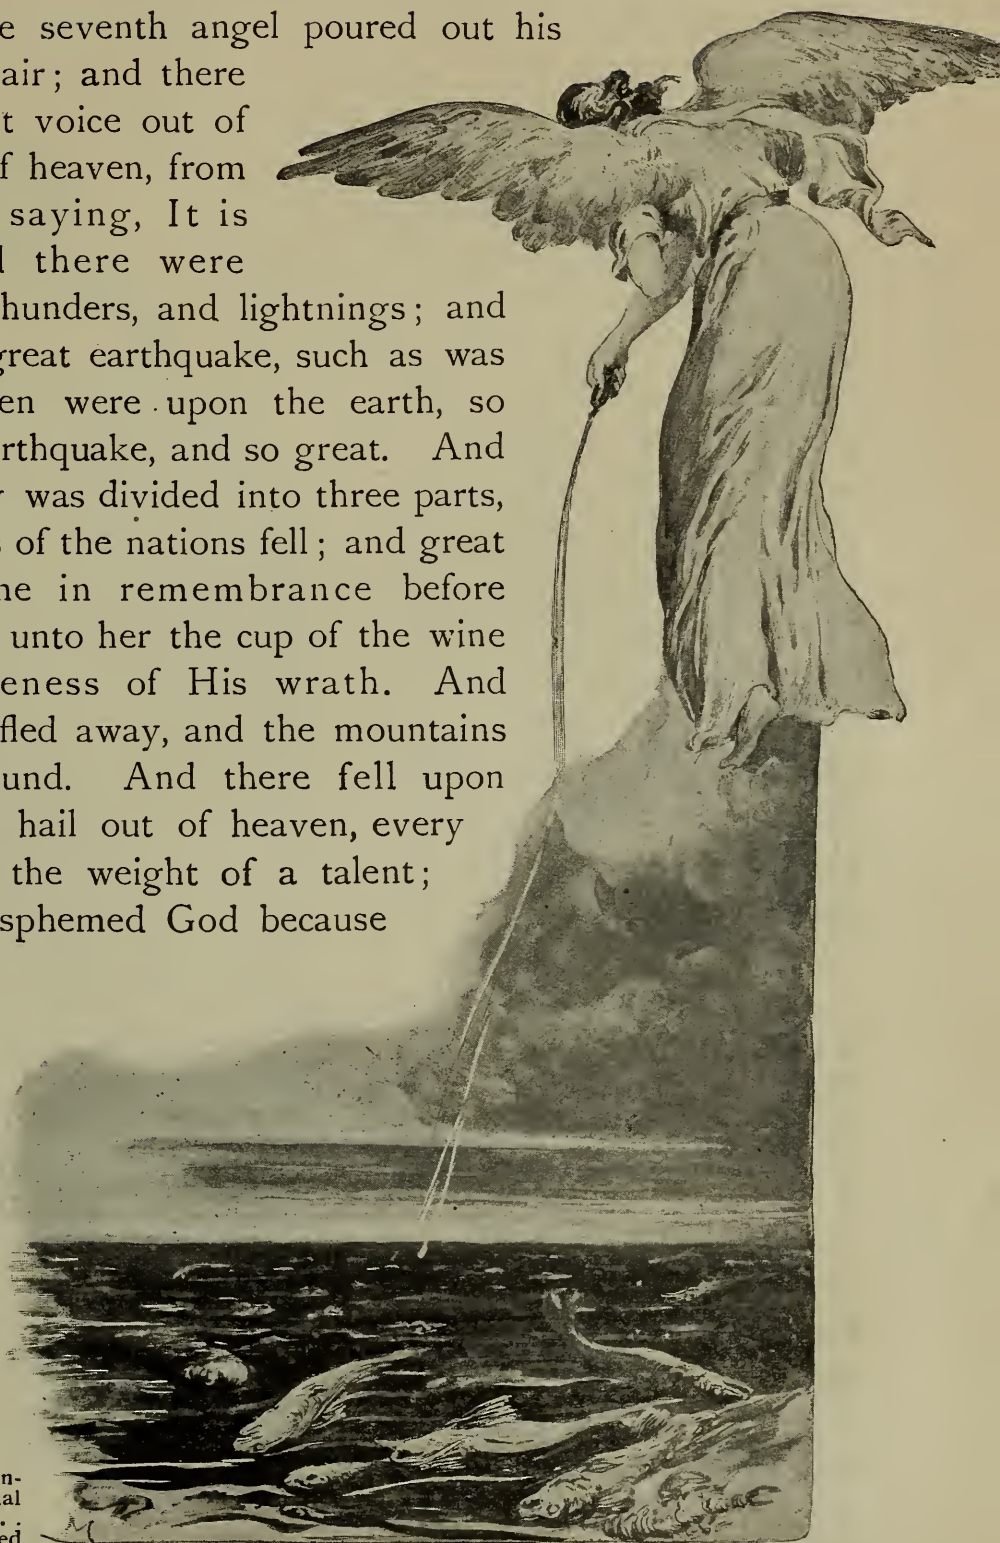 e seventh angel poured out his
air; and there
t voice out of
f heaven, from
saying, It is
l there were
hunders, and lightnings; and
great earthquake, such as was
en were upon the earth, so
rthquake, and so great. And
was divided into three parts,
of the nations fell; and great
ne in remembrance before
unto her the cup of the wine
eness of His wrath. And
fled away, and the mountains
und. And there fell upon
hail out of heaven, every
the weight of a talent;
sphemed God because
n-
al
ed